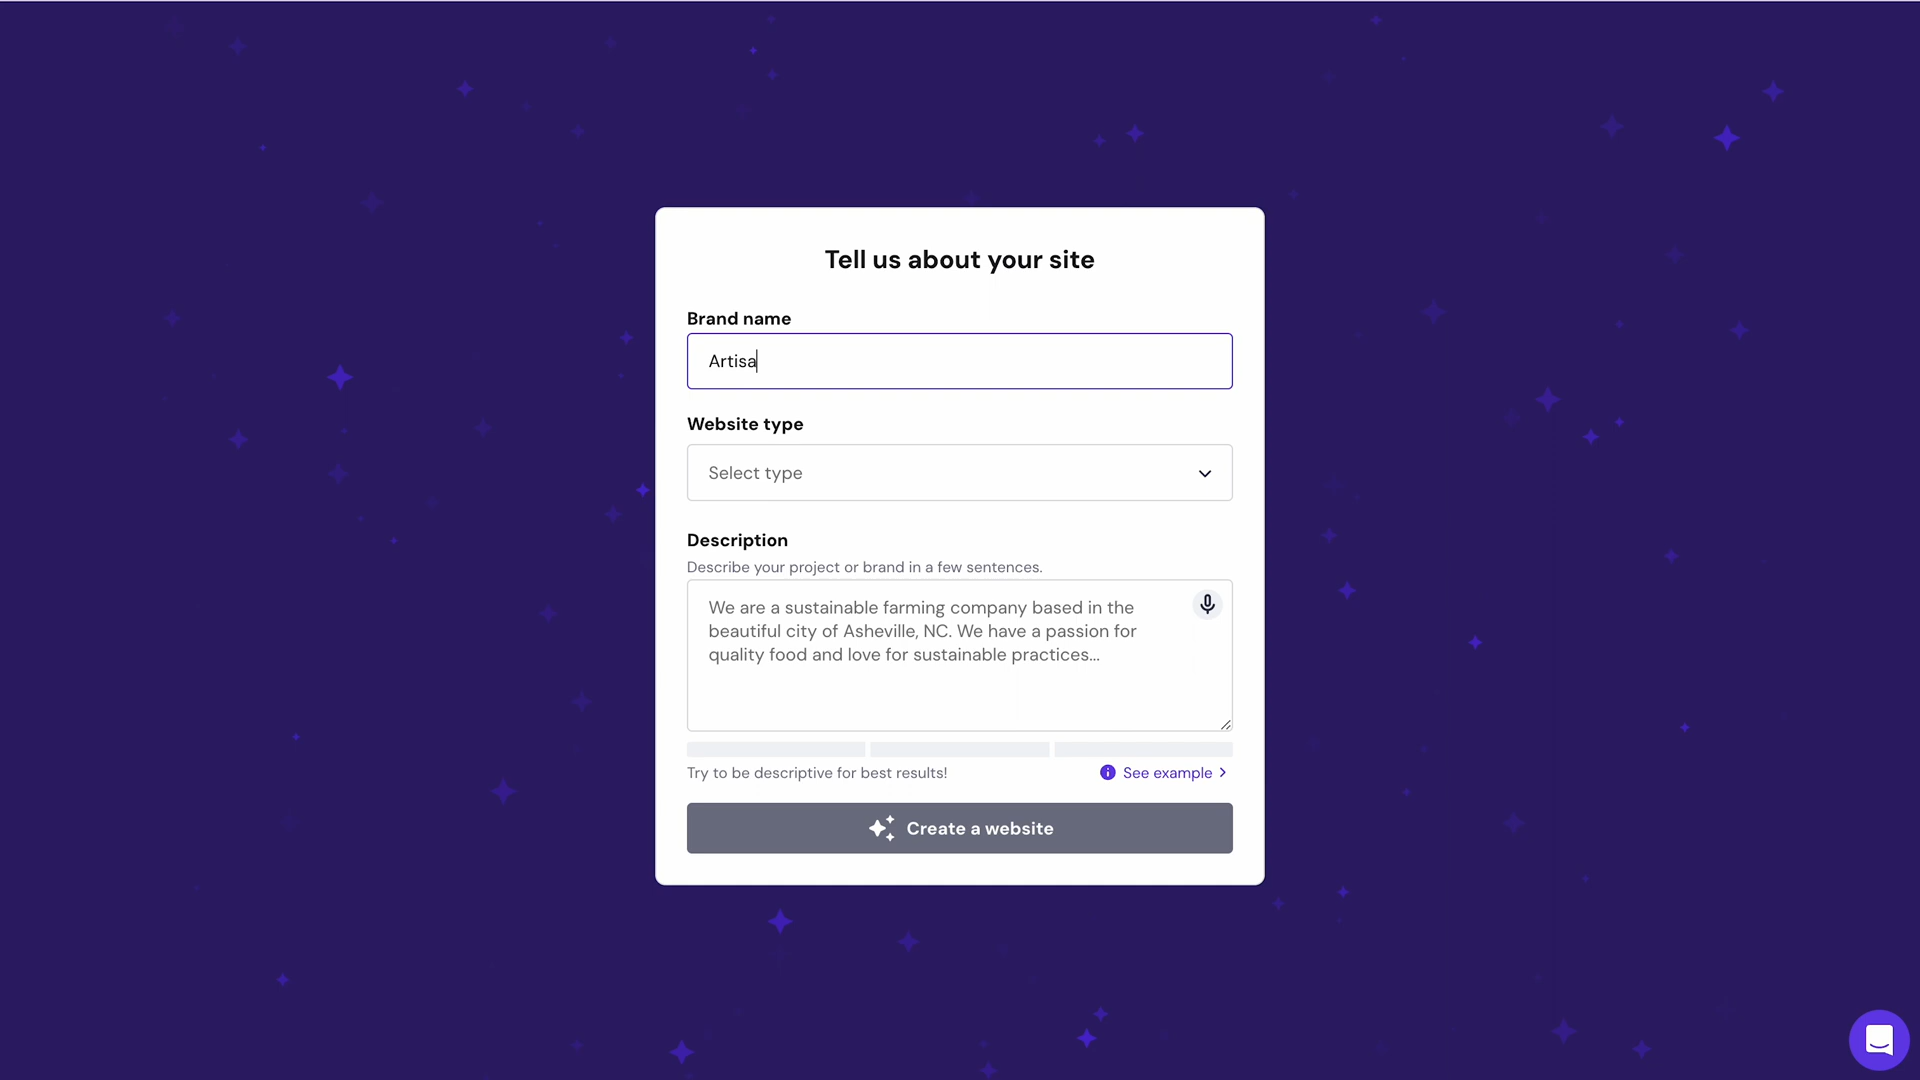 Tell us about your site
Brand name
Artisa
Website type
Select type
Description
Describe your project or brand in a few sentences.
We are a sustainable farming company based in the
beautiful city of Asheville, NC. We have a passion for
quality food and love for sustainable practices...
Try to be descriptive for best results!
See example
Create a website